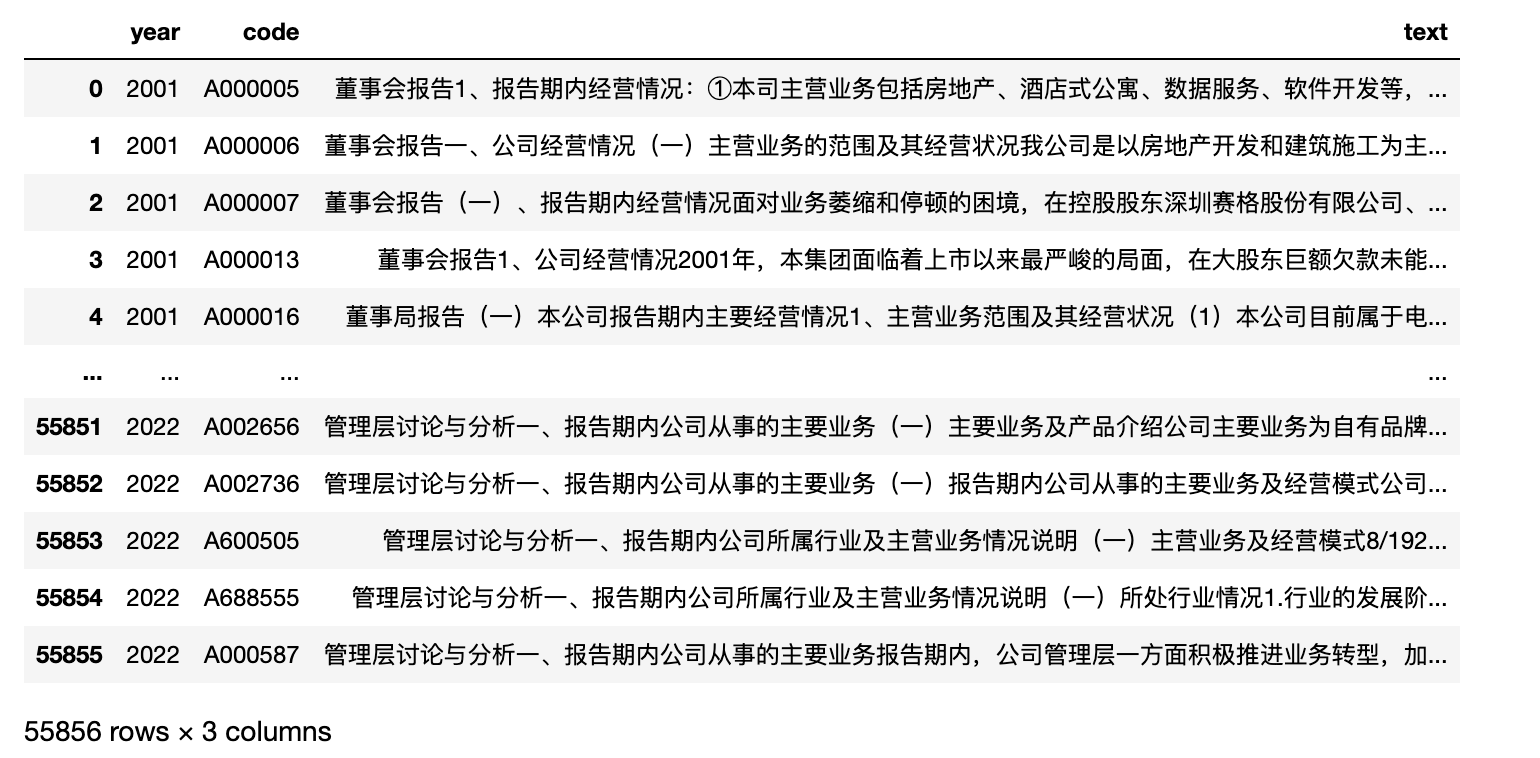 year code text
0 2001 A000005 董事会报告1、报告期内经营情况：①本司主营业务包括房地产、酒店式公寓、数据服务、软件开发等，...
1 2001 A000006 董事会报告一、公司经营情况（一）主营业务的范围及其经营状况我公司是以房地产开发和建筑施工为主...
2 2001 A000007 董事会报告（一）、报告期内经营情况面对业务萎缩和停顿的困境，在控股股东深圳赛格股份有限公司、...
3 2001 A000013 董事会报告1、公司经营情况2001年，本集团面临着上市以来最严峻的局面，在大股东巨额欠款未能...
4 2001 A000016 董事局报告（一）本公司报告期内主要经营情况1、主营业务范围及其经营状况（1）本公司目前属于电...
... ... ... ...
55851 2022 A002656 管理层讨论与分析一、报告期内公司从事的主要业务（一）主要业务及产品介绍公司主要业务为自有品牌...
55852 2022 A002736 管理层讨论与分析一、报告期内公司从事的主要业务（一）报告期内公司从事的主要业务及经营模式公司...
55853 2022 A600505 管理层讨论与分析一、报告期内公司所属行业及主营业务情况说明（一）主营业务及经营模式8/192...
55854 2022 A688555 管理层讨论与分析一、报告期内公司所属行业及主营业务情况说明（一）所处行业情况1.行业的发展阶...
55855 2022 A000587 管理层讨论与分析一、报告期内公司从事的主要业务报告期内，公司管理层一方面积极推进业务转型，加...
55856 rows × 3 columns